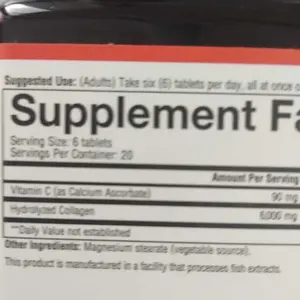 Suggested Use: (Adults) Take six (6) tablets per day, all at once o
Supplement Fa
Serving Size: 6 tablets
Servings Per Container: 20
Amount Per Serving
Vitamin C (as Calcium Ascorbate) 90 mg
Hydrolyzed Collagen 6,000 mg
**Daily Value not established
Other Ingredients: Magnesium stearate (vegetable source).
This product is manufactured in a facility that processes fish extracts.